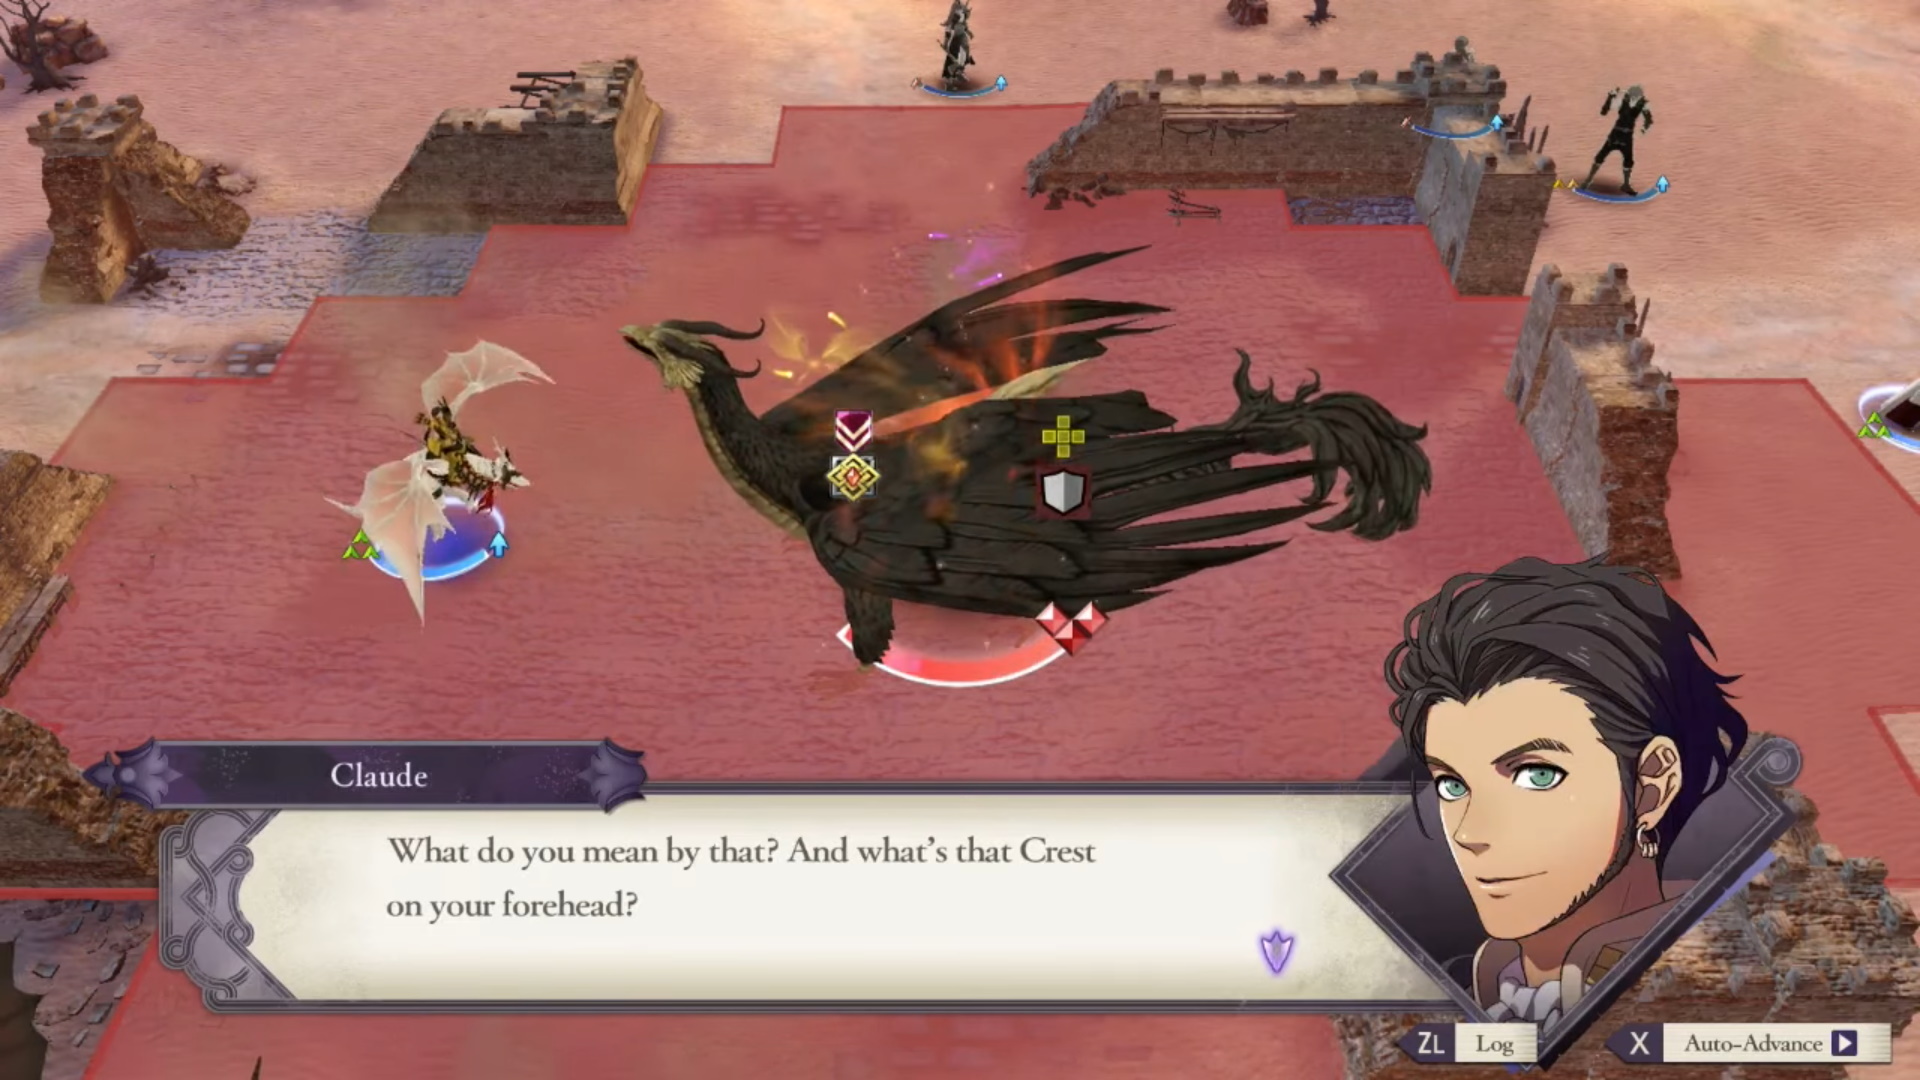 Claude
What do you mean by that? And what's that Crest
on your forehead?
ZL Log X Auto-Advance